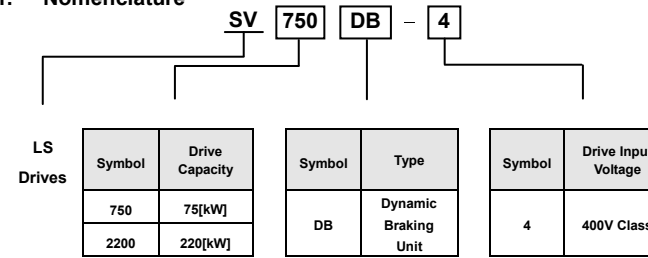 Nomenclature
SV 750 DB – 4
LS
Drives
Symbol Drive
Capacity
750 75[kW]
2200 220[kW]
Symbol Type
DB Dynamic
Braking
Unit
Symbol Drive Inpu
Voltage
4 400V Class